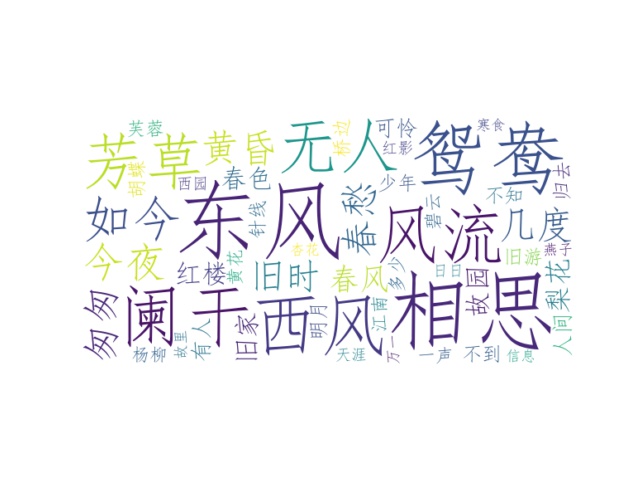 芙蓉
芳草
黄昏
无人
桥边
可怜
红影
鸳鸯
寒食
胡蝶
西园
春色
少年
不知
归去
如今
东风
针线
春愁
风流
碧云
几度
今夜
红楼
黄花
旧时
杏花
春风
多少
旧游
燕子
日日
故园
梨花
匆匆
阑干
西风
明月
江南
相思
人间
杨柳
故里
有人
旧家
天涯
万一
一声
不到
信息